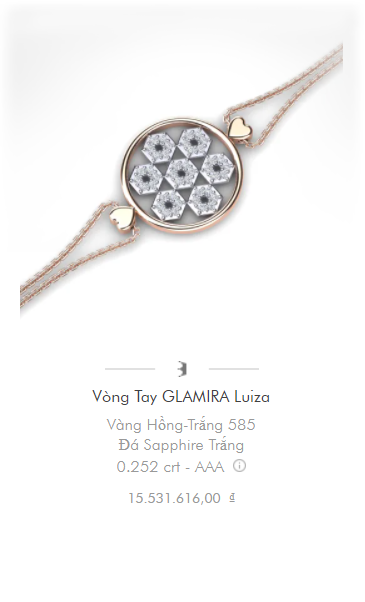 Vòng Tay GLAMIRA Luiza
Vàng Hồng-Trắng 585
Đá Sapphire Trắng
0.252 crt - AAA
15.531.616,00 ₫